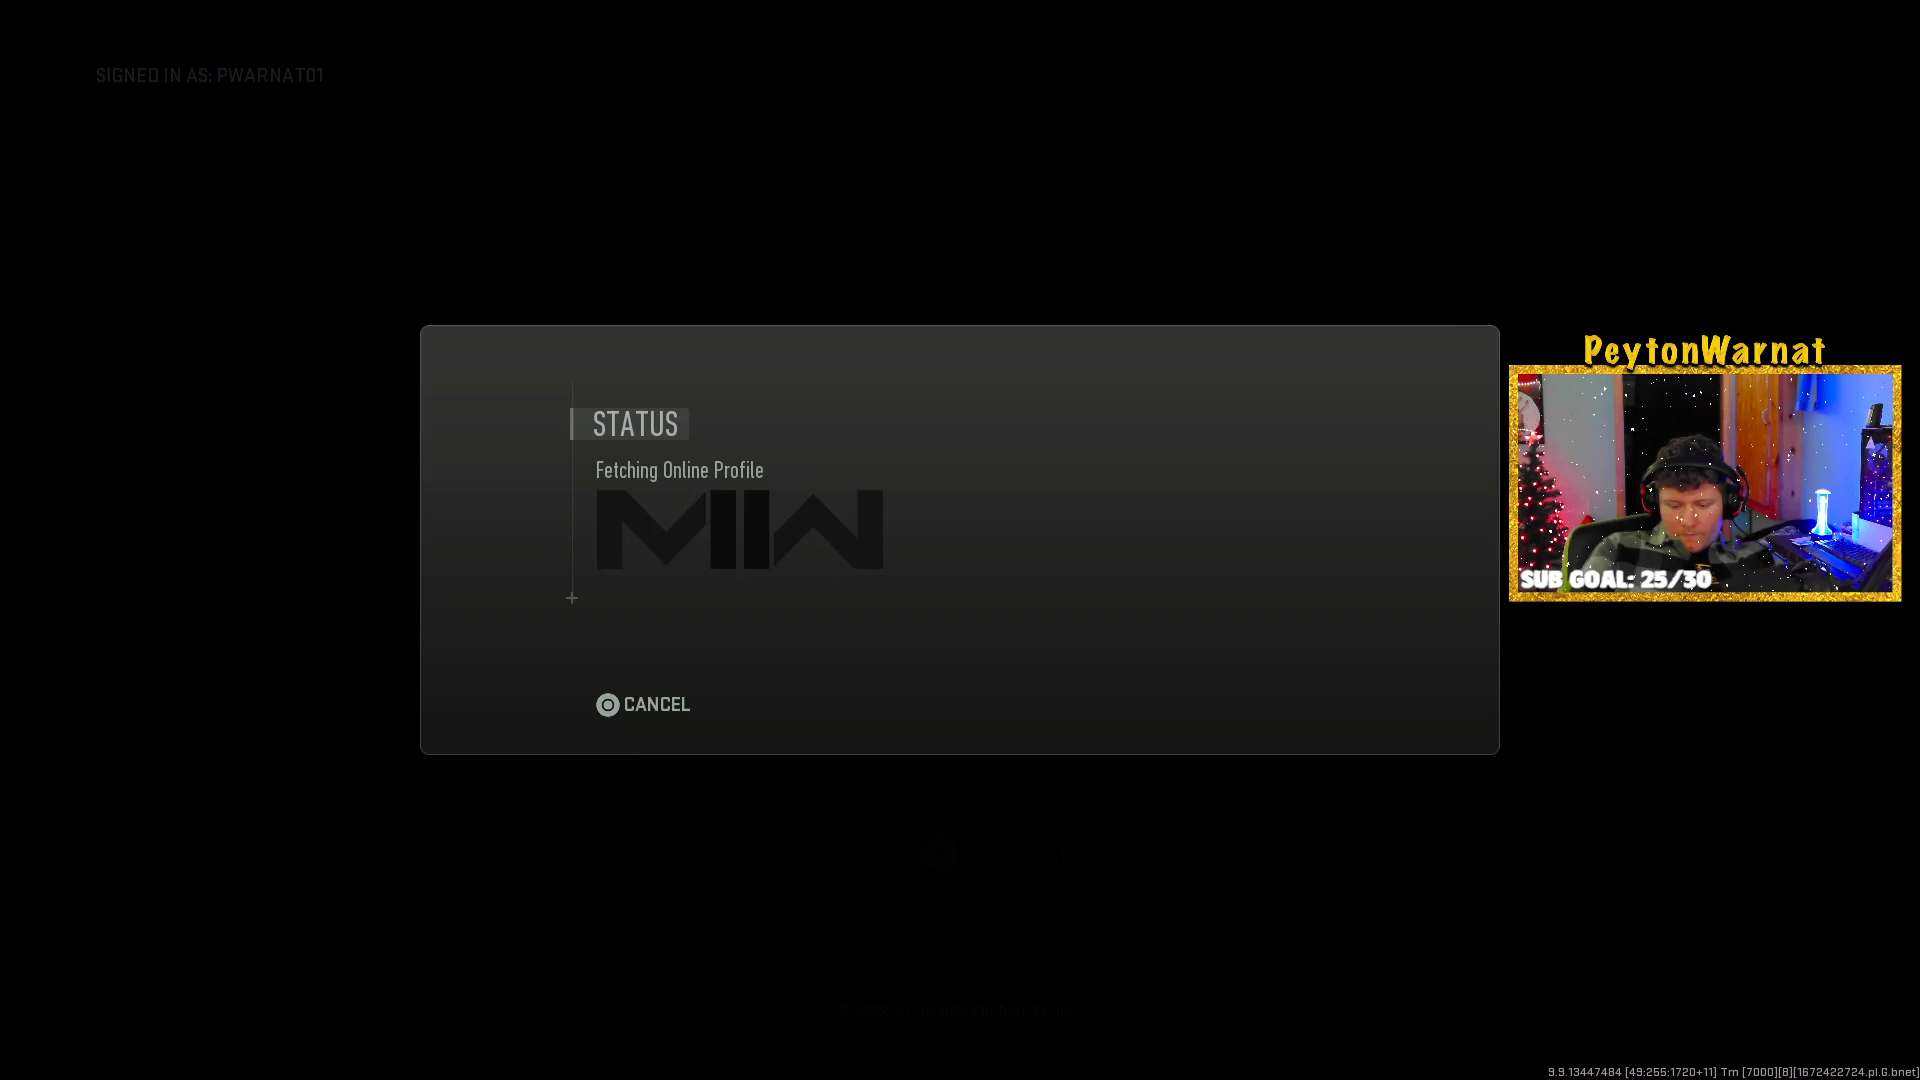 SIGNED IN AS: PWARNAT01
STATUS
Fetching Online Profile
MIIW
CANCEL
PeytonWarnat
SUB GOAL: 25/30
9.9.13447484 [49:255:1720+11] Tm [7000][8][1672422724.pl.G.bnet]